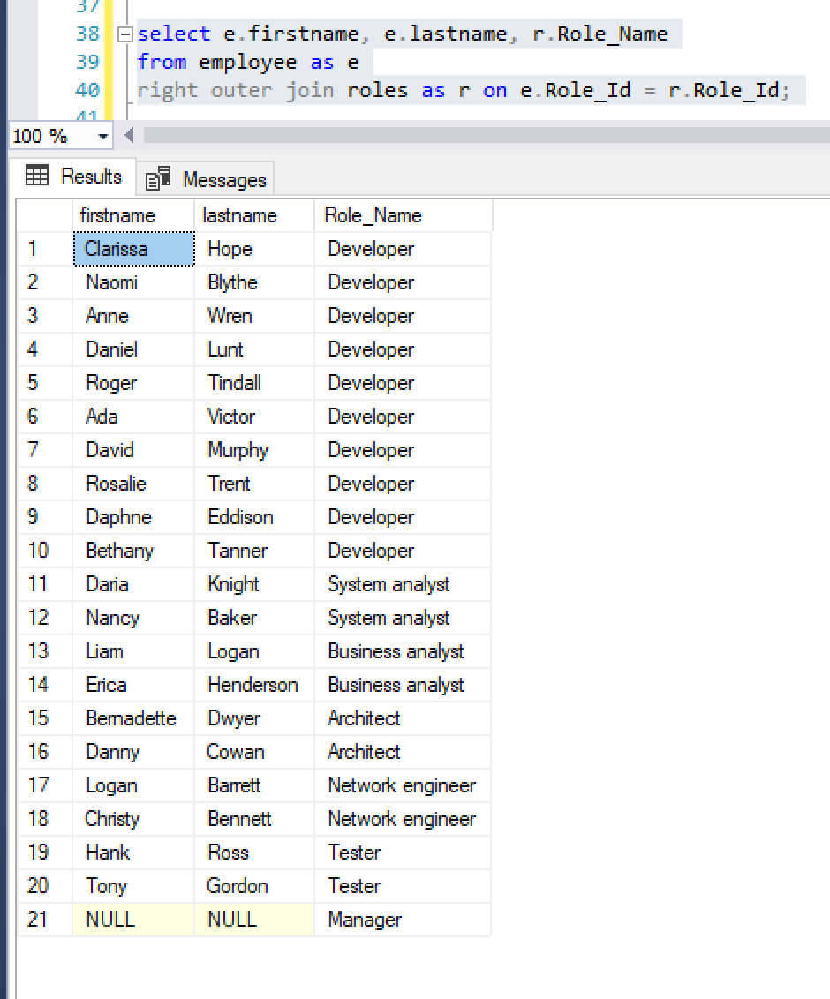 37
38 select e.firstname, e.lastname, r.Role_Name
39 from employee as e
40 right outer join roles as r on e.Role_Id = r.Role_Id;
41
100 %
Results Messages
firstname lastname Role_Name
1 Clarissa Hope Developer
2 Naomi Blythe Developer
3 Anne Wren Developer
4 Daniel Lunt Developer
5 Roger Tindall Developer
6 Ada Victor Developer
7 David Murphy Developer
8 Rosalie Trent Developer
9 Daphne Eddison Developer
10 Bethany Tanner Developer
11 Daria Knight System analyst
12 Nancy Baker System analyst
13 Liam Logan Business analyst
14 Erica Henderson Business analyst
15 Bernadette Dwyer Architect
16 Danny Cowan Architect
17 Logan Barrett Network engineer
18 Christy Bennett Network engineer
19 Hank Ross Tester
20 Tony Gordon Tester
21 NULL NULL Manager